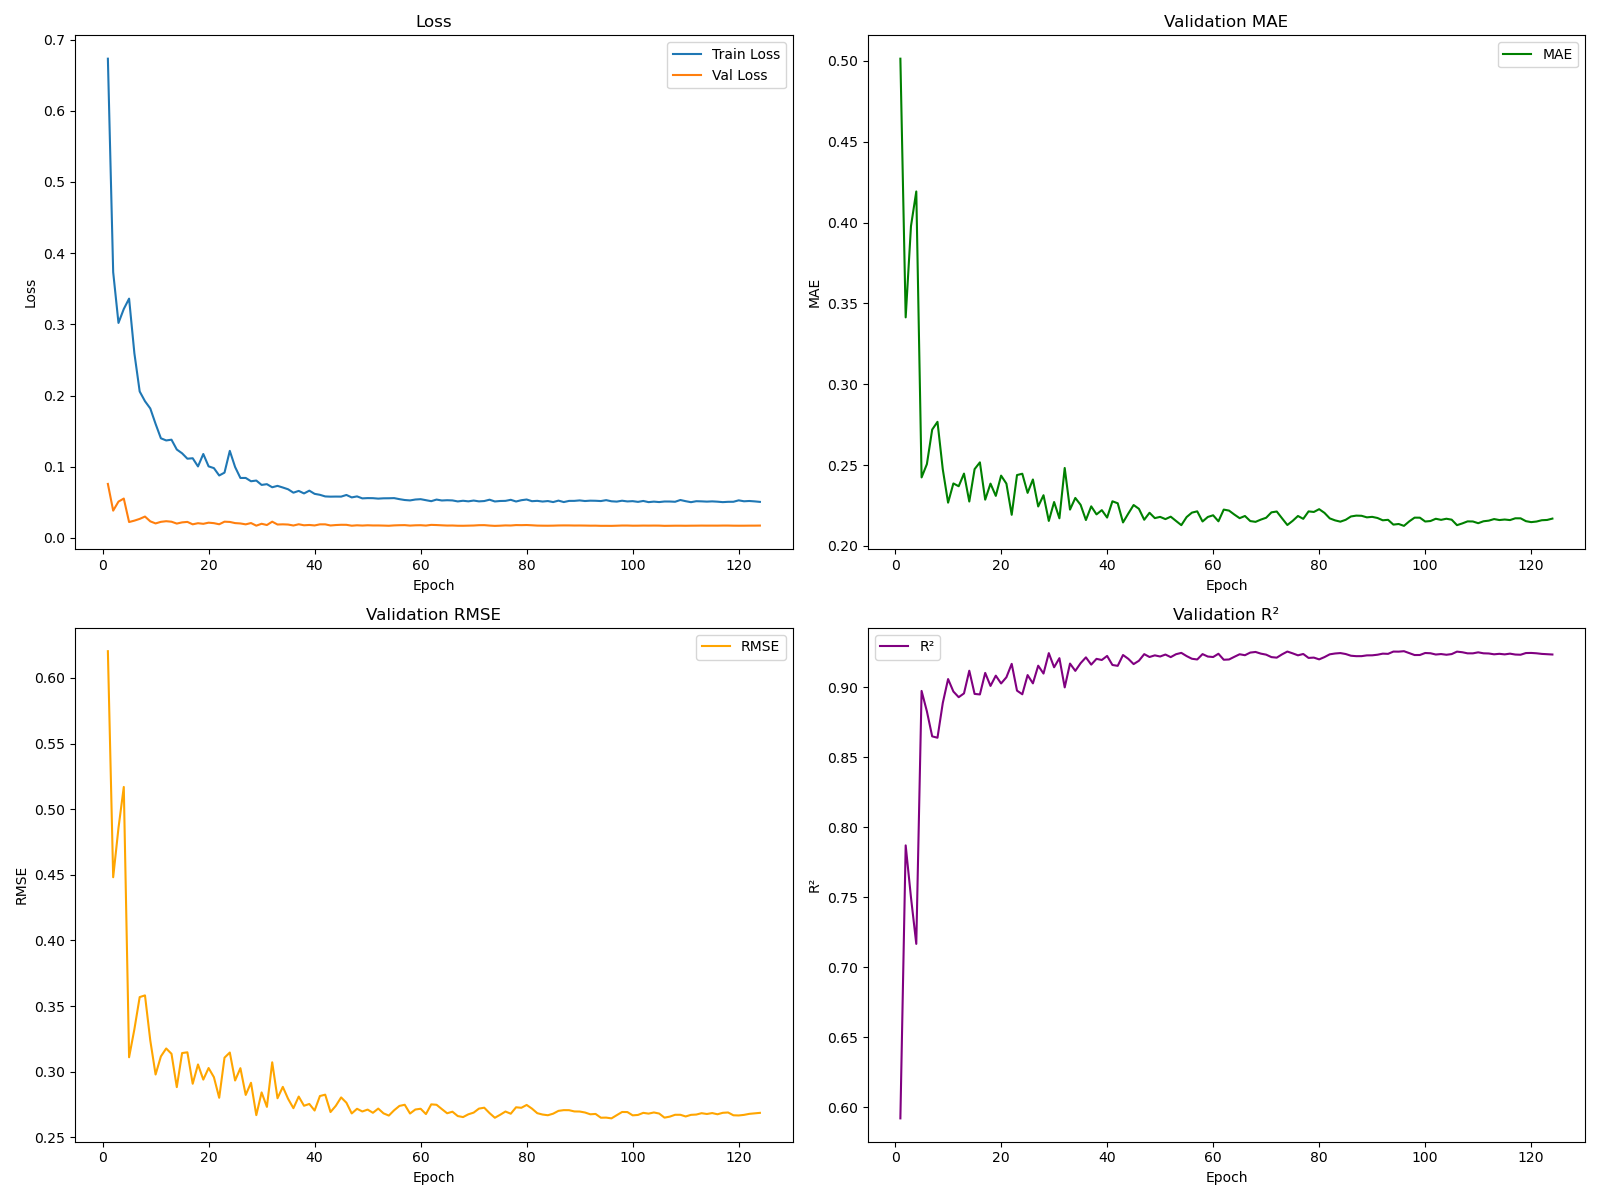 Loss
0.7
0.6
0.5
0.4
0.3
0.2
0.1
0.0
Loss
Train Loss
Val Loss
0 20 40 60 80 100 120
Epoch
Validation MAE
0.50
0.45
0.40
0.35
0.30
0.25
0.20
MAE
MAE
0 20 40 60 80 100 120
Epoch
Validation RMSE
0.60
0.55
0.50
0.45
0.40
0.35
0.30
0.25
RMSE
RMSE
0 20 40 60 80 100 120
Epoch
Validation R²
0.90
0.85
0.80
0.75
0.70
0.65
0.60
R²
R²
0 20 40 60 80 100 120
Epoch